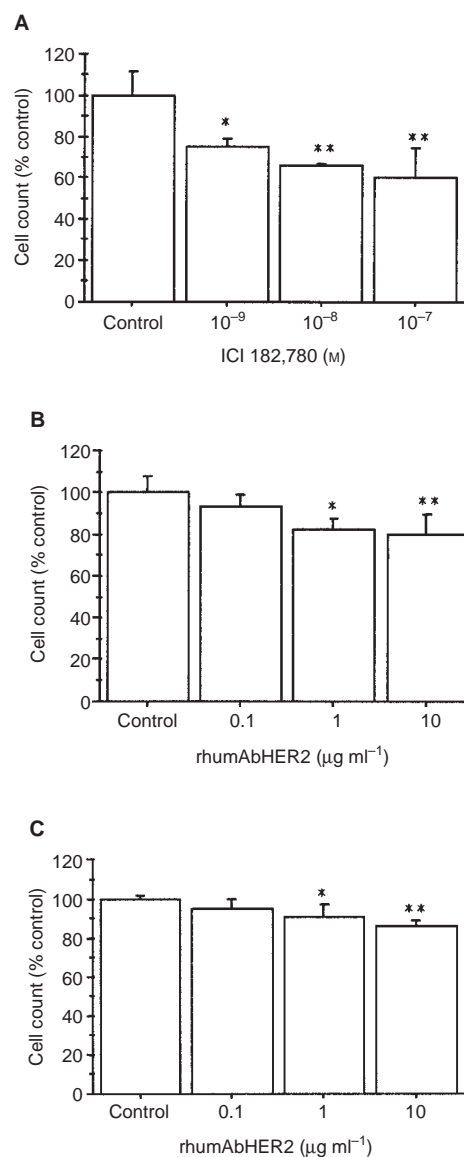 A
Cell count (% control)
120
100
80
60
40
20
0
* ** **
Control 10⁻⁹ 10⁻⁸ 10⁻⁷
ICI 182,780 (M)
B
Cell count (% control)
120
100
80
60
40
20
0
* **
Control 0.1 1 10
rhumAbHER2 (μg ml⁻¹)
C
Cell count (% control)
120
100
80
60
40
20
0
* **
Control 0.1 1 10
rhumAbHER2 (μg ml⁻¹)